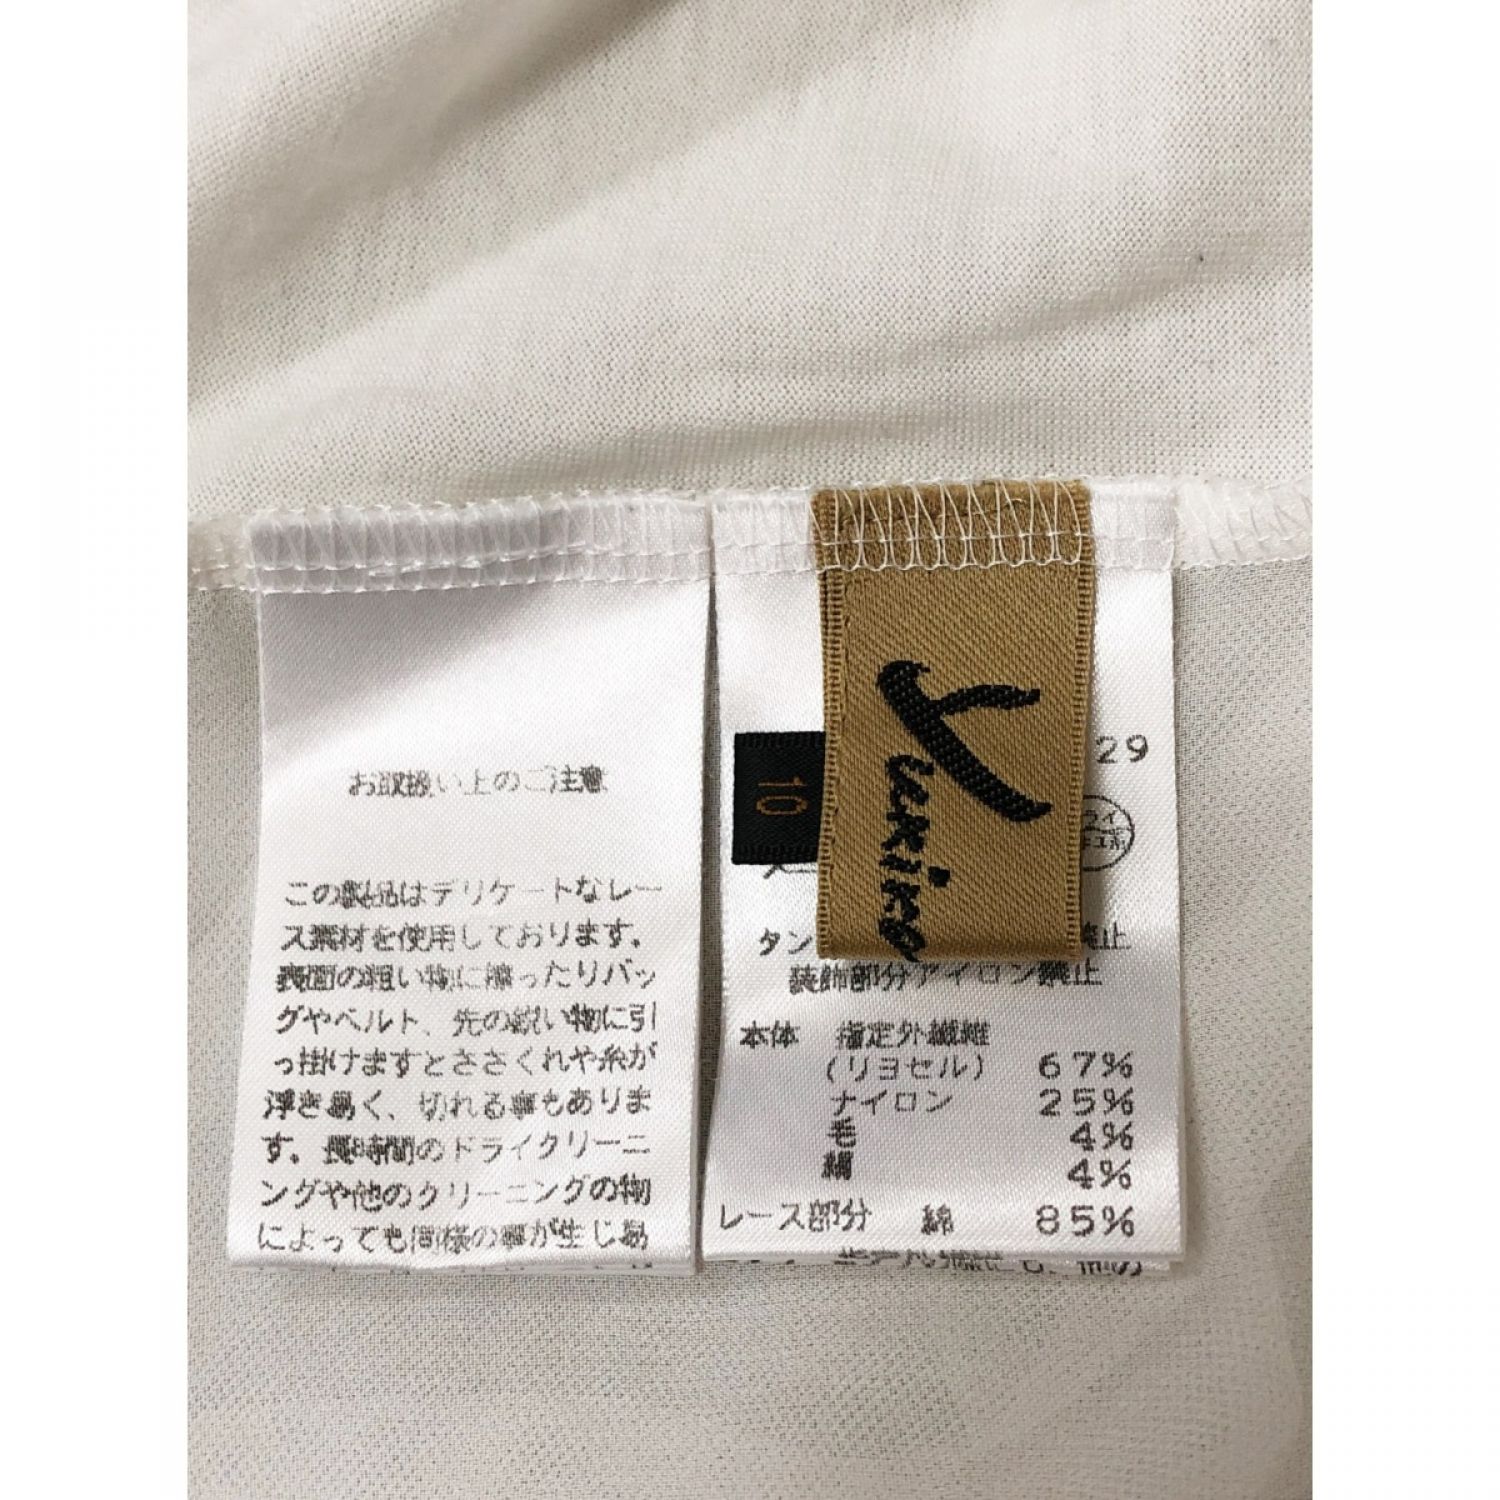 お取扱い上のご注意
この製品はデリケートなレー
ス素材を使用しております。
表面の粗い物に擦ったりバッ
グやベルト、先の鋭い物に引
っ掛けますとささくれや糸が
浮き易く、切れる事もありま
す。長時間のドライクリーニ
ングや他のクリーニングの物
によっても同様の事が生じ易
Yukiko
10
29
ライ
タン 禁止
装飾部分アイロン禁止
本体 指定外繊維
(リヨセル) 67%
ナイロン 25%
毛 4%
絹 4%
レース部分 綿 85%